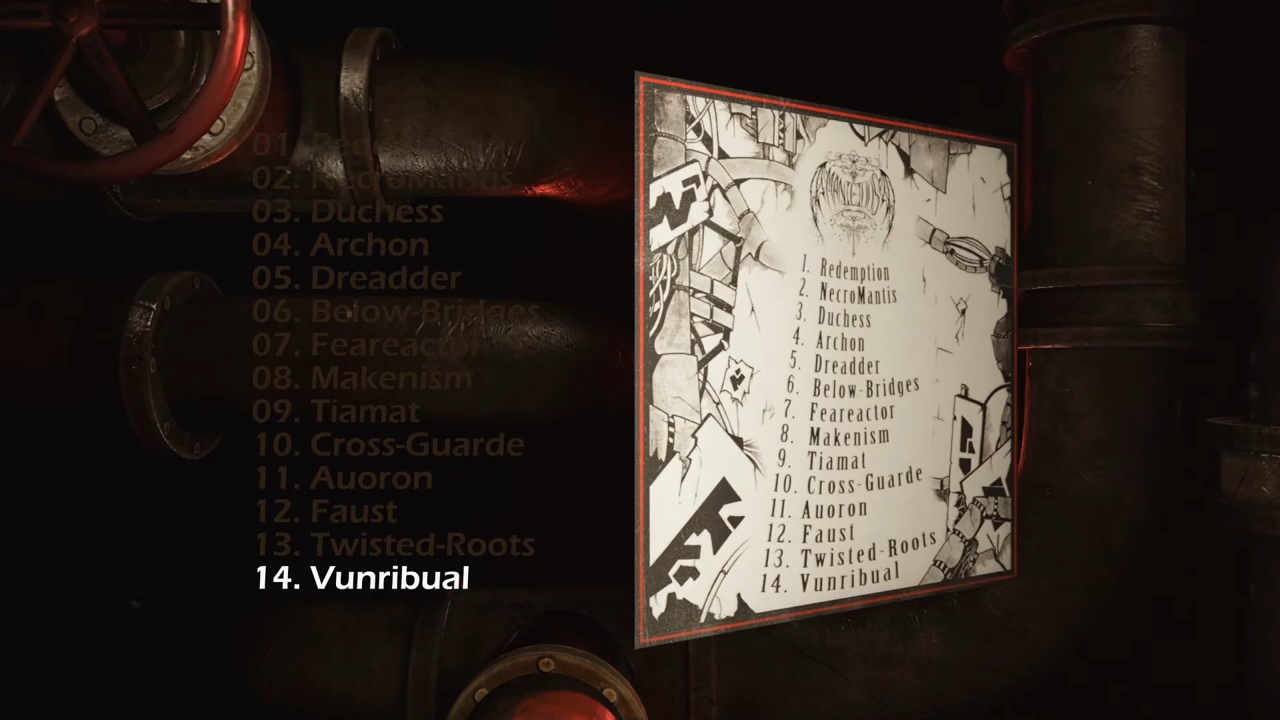 01.
02. NecroMantis
03. Duchess
04. Archon
05. Dreadder
06. Below-Bridges
07. Feareactor
08. Makenism
09. Tiamat
10. Cross-Guarde
11. Auoron
12. Faust
13. Twisted-Roots
14. Vunribual
1. Redemption
2. NecroMantis
3. Duchess
4. Archon
5. Dreadder
6. Below-Bridges
7. Feareactor
8. Makenism
9. Tiamat
10. Cross-Guarde
11. Auoron
12. Faust
13. Twisted-Roots
14. Vunribual